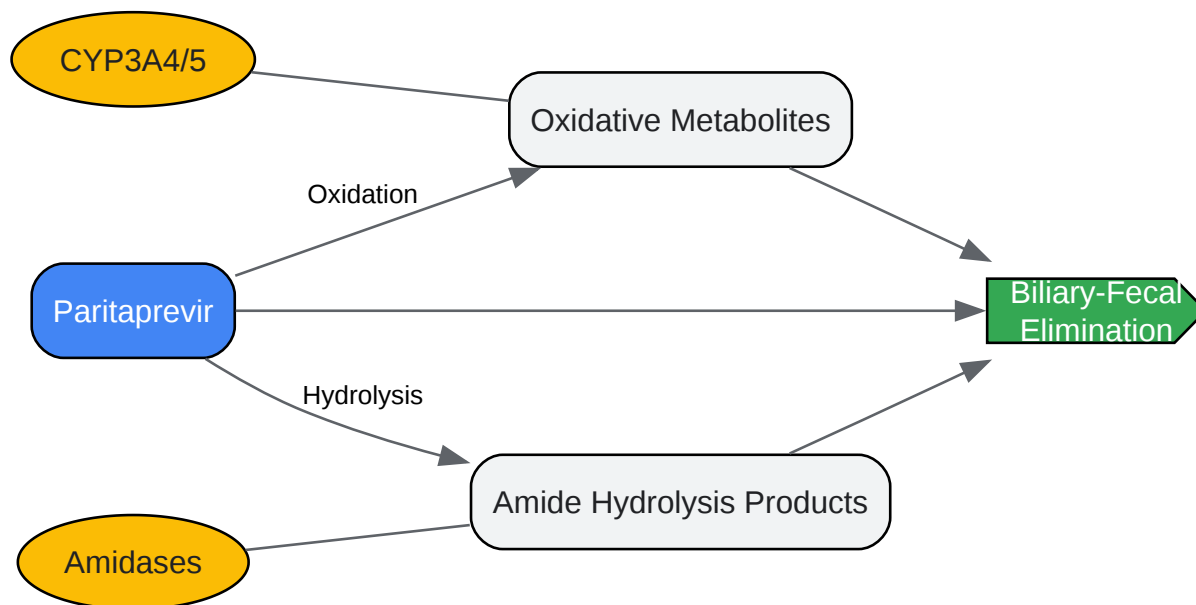 CYP3A4/5
Oxidative Metabolites
Oxidation
Paritaprevir
Biliary-Fecal
Elimination
Hydrolysis
Amide Hydrolysis Products
Amidases